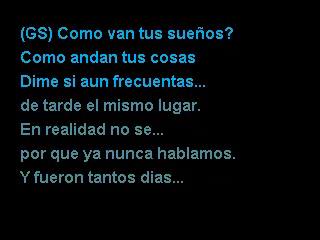 (GS) Como van tus sueños?
Como andan tus cosas
Dime si aun frecuentas...
de tarde el mismo lugar.
En realidad no se...
por que ya nunca hablamos.
Y fueron tantos dias...